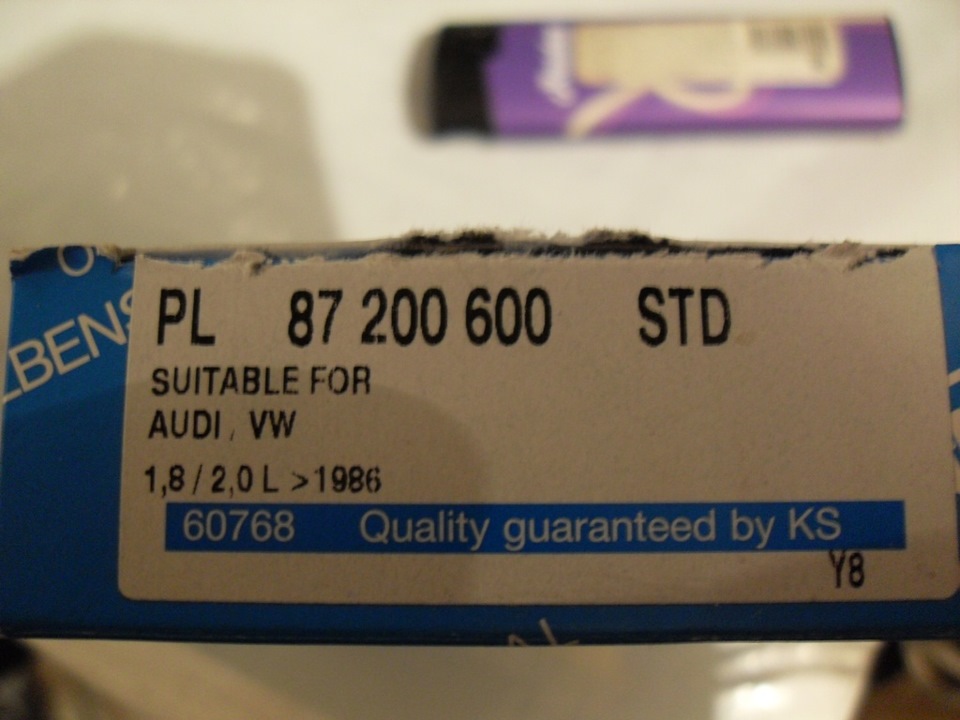 PL 87 200 600 STD
SUITABLE FOR
AUDI, VW
1,8 / 2,0 L >1986
60768 Quality guaranteed by KS
Y8